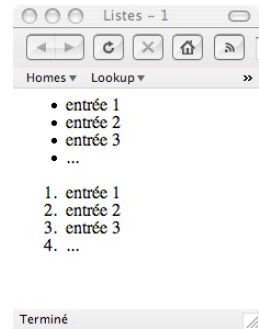 Listes – 1
Homes ▾ Lookup ▾ »
• entrée 1
• entrée 2
• entrée 3
• ...
1. entrée 1
2. entrée 2
3. entrée 3
4. ...
Terminé